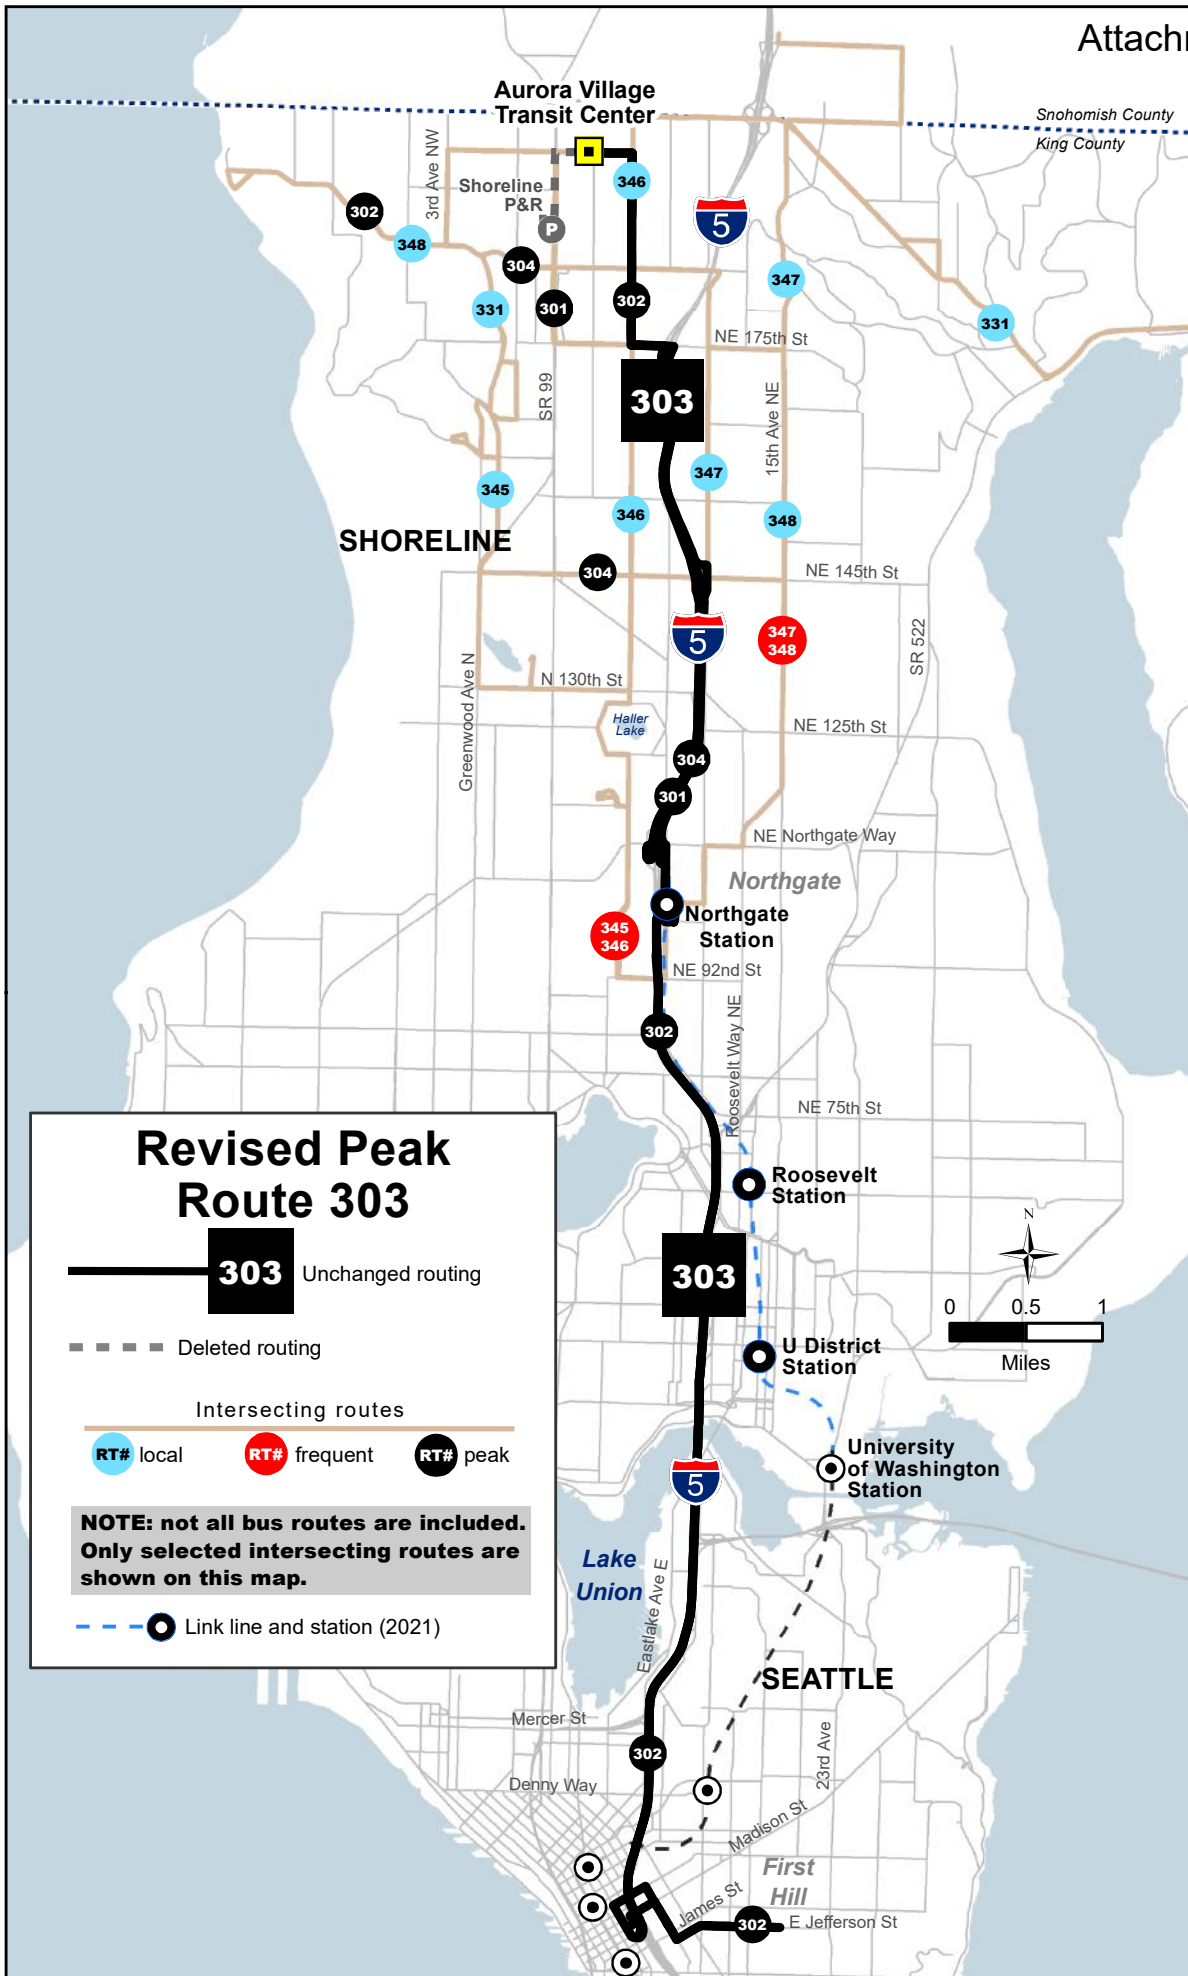 Attach
Aurora Village
Transit Center
Snohomish County
King County
3rd Ave NW
Shoreline
P&R
P
346
5
302
348
304
347
331
301
302
331
NE 175th St
303
SR 99
15th Ave NE
347
345
346
348
SHORELINE
304
NE 145th St
5
347
348
SR 522
N 130th St
Greenwood Ave N
Haller
Lake
NE 125th St
304
301
NE Northgate Way
Northgate
Northgate
Station
345
346
NE 92nd St
302
Roosevelt Way NE
NE 75th St
Roosevelt
Station
N
303
0 0.5 1
Miles
U District
Station
University
of Washington
Station
5
Lake
Union
Eastlake Ave E
SEATTLE
Mercer St
302
23rd Ave
Denny Way
Madison St
First
Hill
James St
302
E Jefferson St
Revised Peak
Route 303
303 Unchanged routing
Deleted routing
Intersecting routes
RT# local RT# frequent RT# peak
NOTE: not all bus routes are included.
Only selected intersecting routes are
shown on this map.
Link line and station (2021)